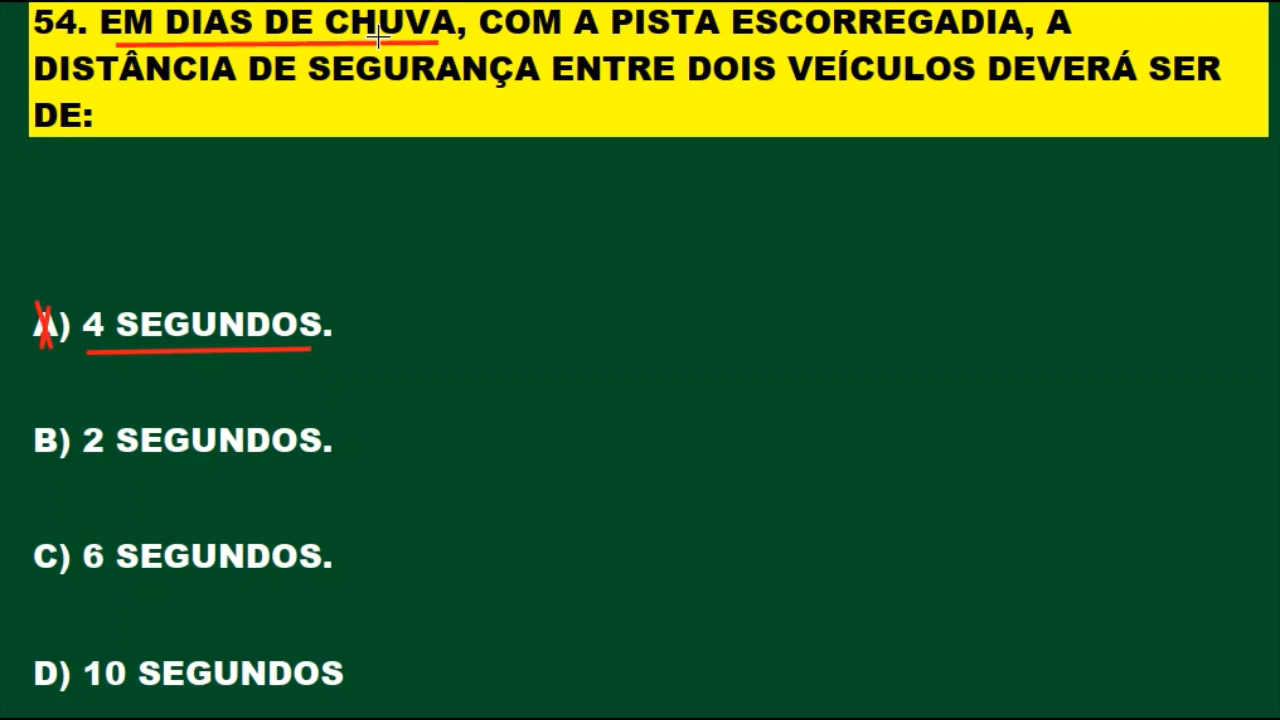 54. EM DIAS DE CHUVA, COM A PISTA ESCORREGADIA, A
DISTÂNCIA DE SEGURANÇA ENTRE DOIS VEÍCULOS DEVERÁ SER
DE:
A) 4 SEGUNDOS.
B) 2 SEGUNDOS.
C) 6 SEGUNDOS.
D) 10 SEGUNDOS